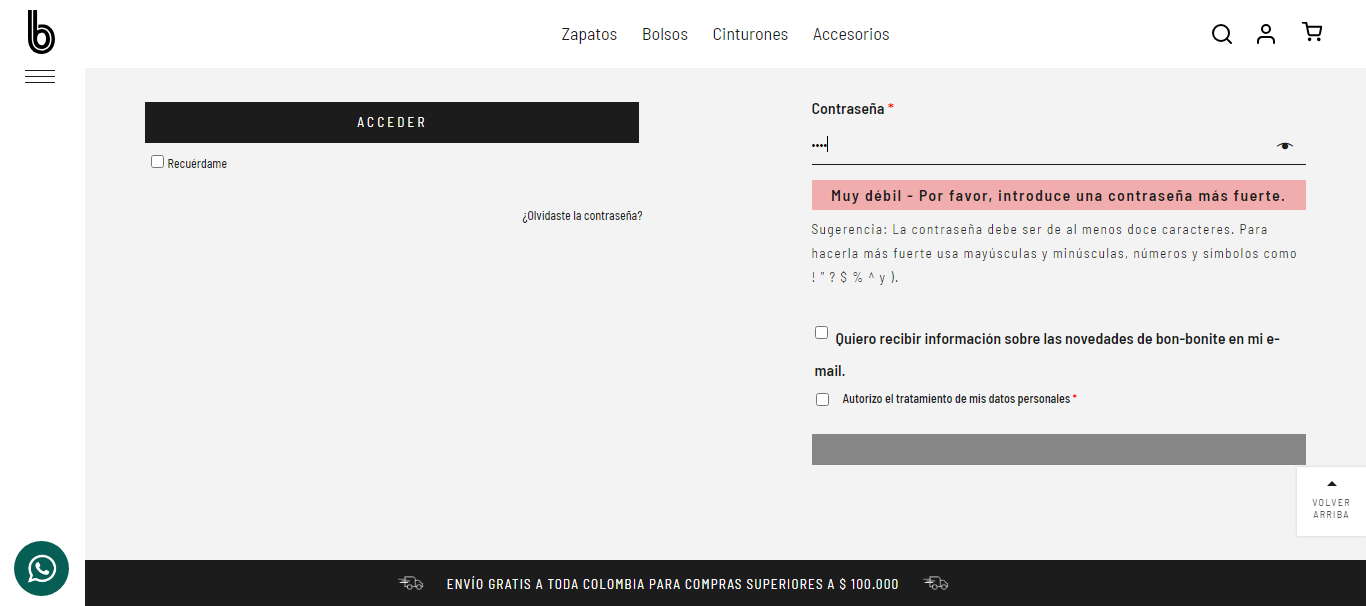 b
Zapatos Bolsos Cinturones Accesorios
ACCEDER
Recuérdame
¿Olvidaste la contraseña?
Contraseña *
••••
Muy débil - Por favor, introduce una contraseña más fuerte.
Sugerencia: La contraseña debe ser de al menos doce caracteres. Para
hacerla más fuerte usa mayúsculas y minúsculas, números y símbolos como
! " ? $ % ^ y ).
Quiero recibir información sobre las novedades de bon-bonite en mi e-
mail.
Autorizo el tratamiento de mis datos personales *
VOLVER
ARRIBA
ENVÍO GRATIS A TODA COLOMBIA PARA COMPRAS SUPERIORES A $ 100.000